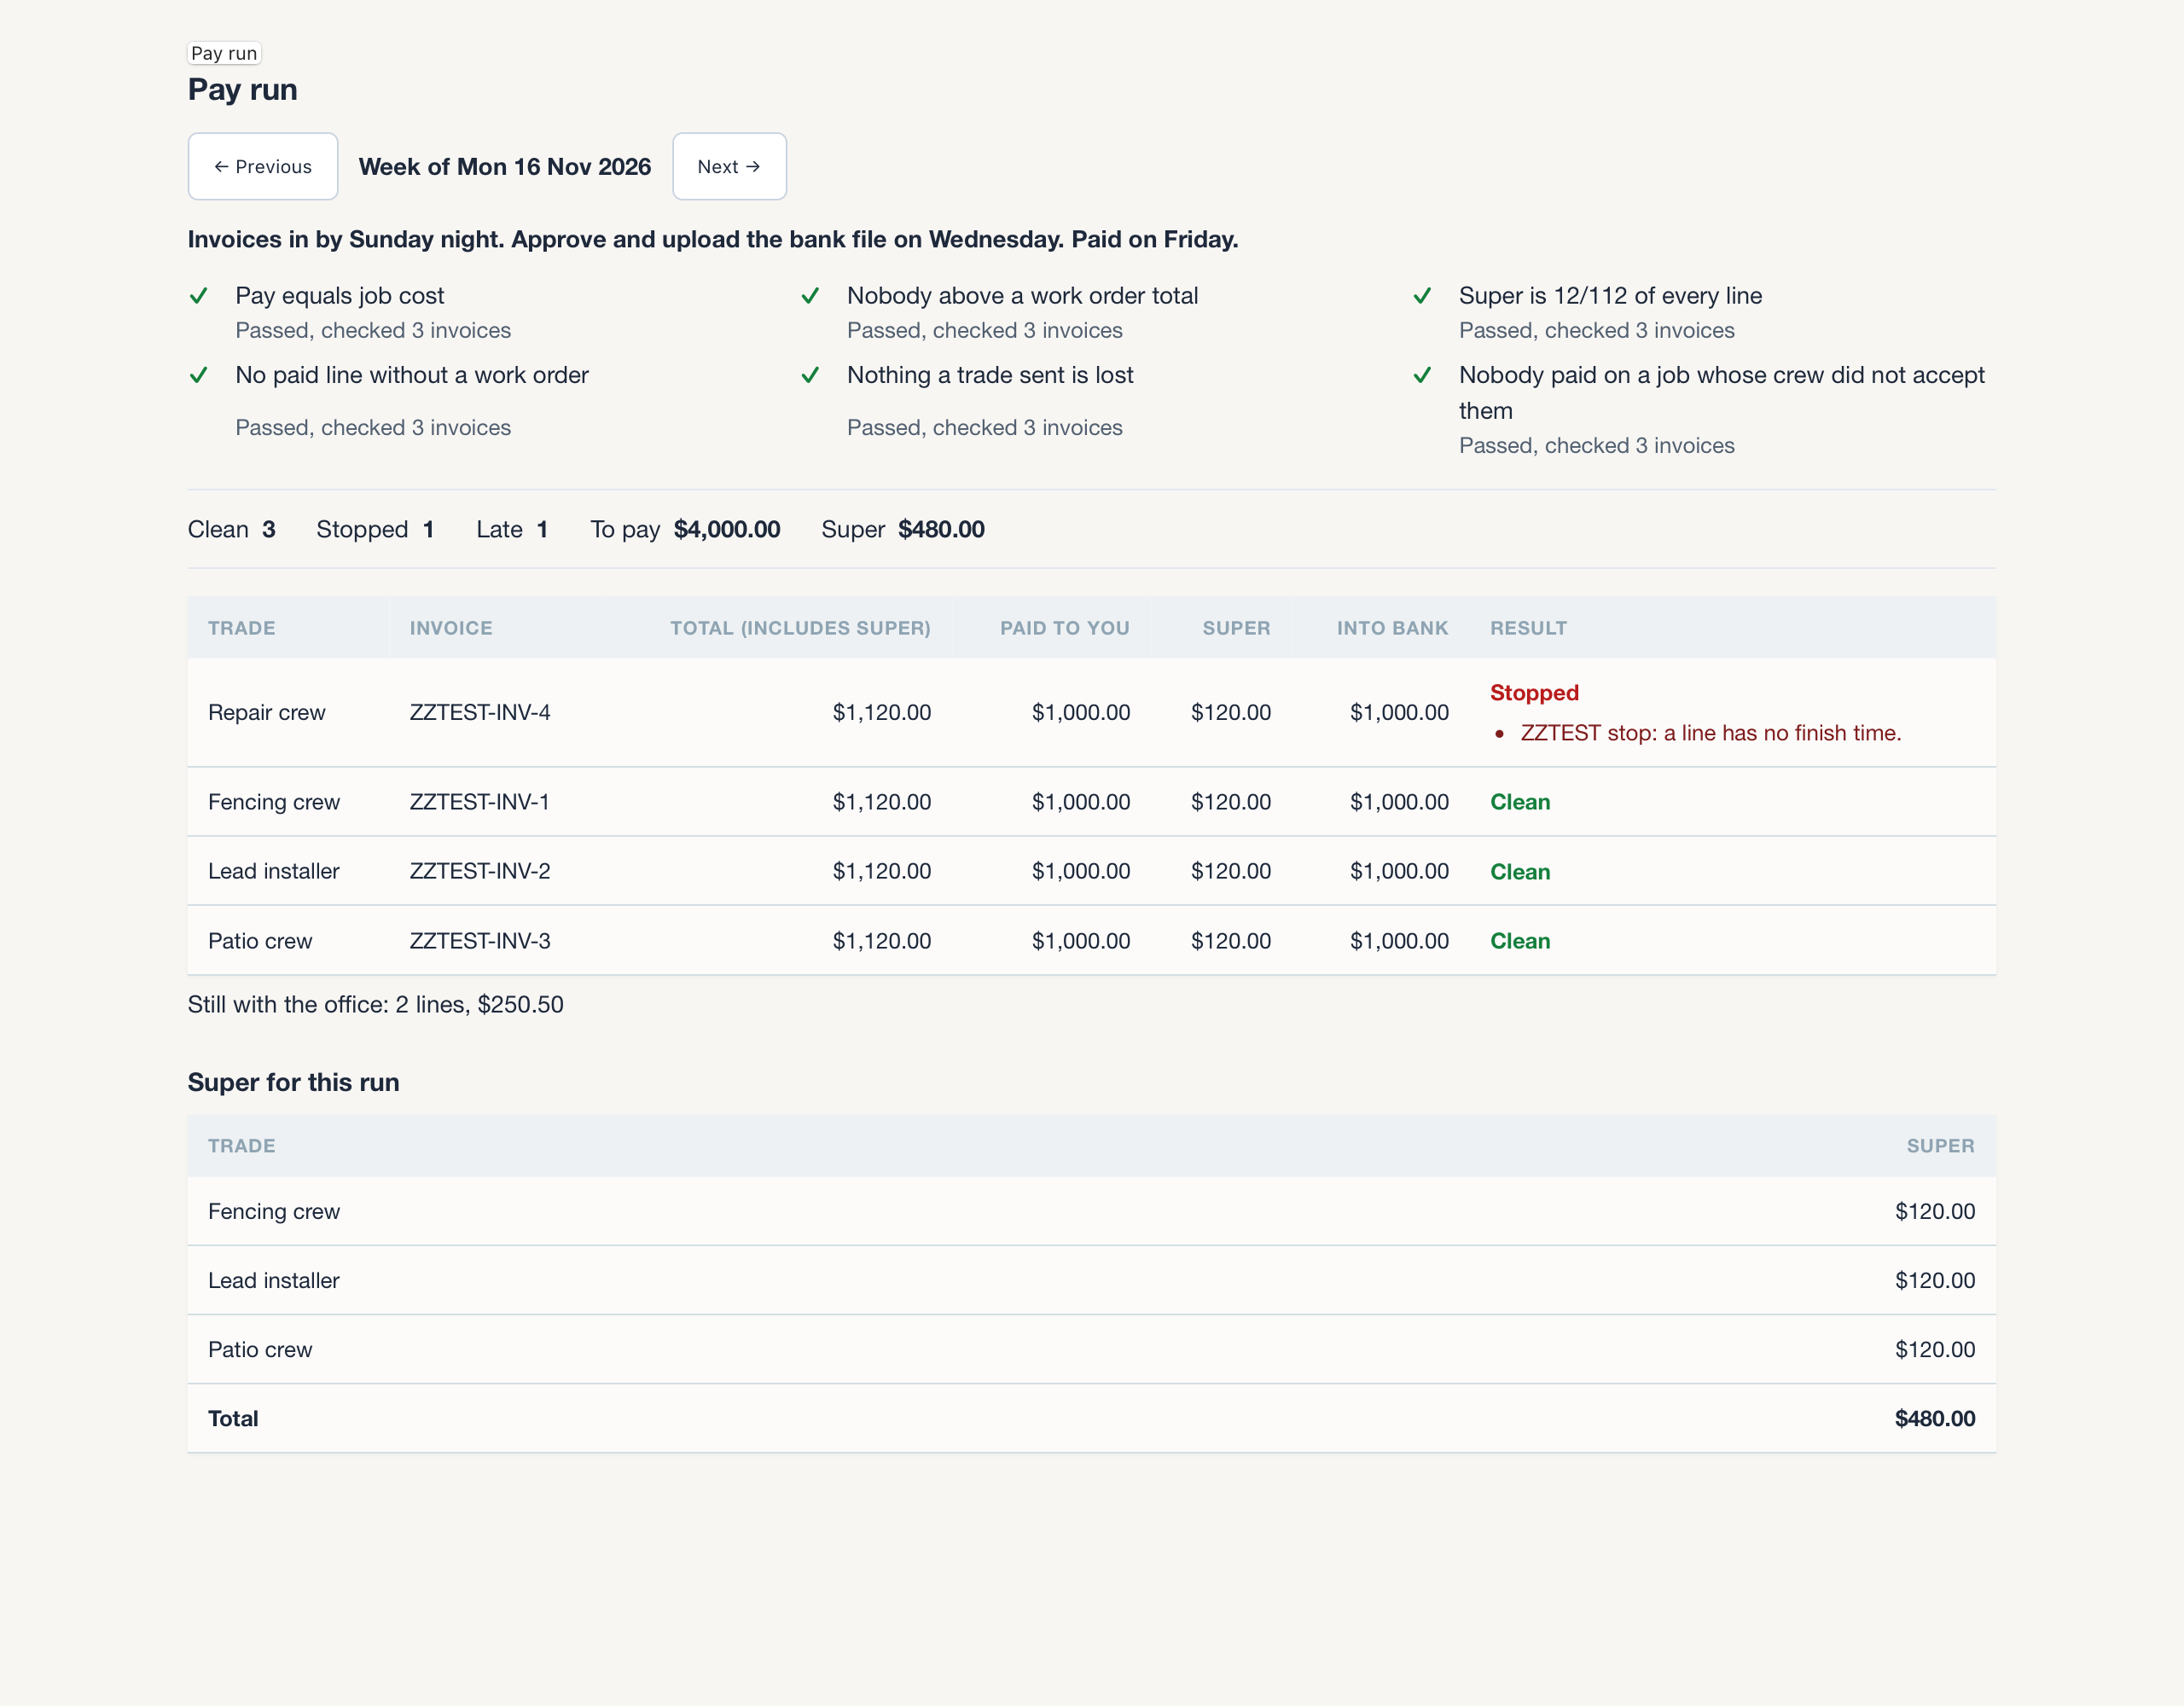 Pay run
Pay run
← Previous
Week of Mon 16 Nov 2026
Next →
Invoices in by Sunday night. Approve and upload the bank file on Wednesday. Paid on Friday.
✓ Pay equals job cost
Passed, checked 3 invoices
✓ Nobody above a work order total
Passed, checked 3 invoices
✓ Super is 12/112 of every line
Passed, checked 3 invoices
✓ No paid line without a work order
Passed, checked 3 invoices
✓ Nothing a trade sent is lost
Passed, checked 3 invoices
✓ Nobody paid on a job whose crew did not accept
them
Passed, checked 3 invoices
Clean 3 Stopped 1 Late 1 To pay $4,000.00 Super $480.00
TRADE INVOICE TOTAL (INCLUDES SUPER) PAID TO YOU SUPER INTO BANK RESULT
Repair crew ZZTEST-INV-4 $1,120.00 $1,000.00 $120.00 $1,000.00 Stopped
• ZZTEST stop: a line has no finish time.
Fencing crew ZZTEST-INV-1 $1,120.00 $1,000.00 $120.00 $1,000.00 Clean
Lead installer ZZTEST-INV-2 $1,120.00 $1,000.00 $120.00 $1,000.00 Clean
Patio crew ZZTEST-INV-3 $1,120.00 $1,000.00 $120.00 $1,000.00 Clean
Still with the office: 2 lines, $250.50
Super for this run
TRADE SUPER
Fencing crew $120.00
Lead installer $120.00
Patio crew $120.00
Total $480.00